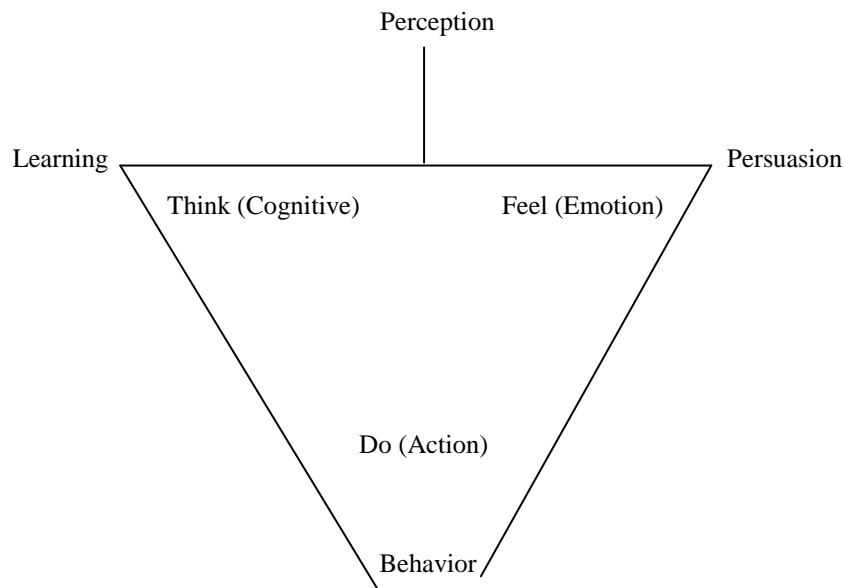 Perception
Learning
Persuasion
Think (Cognitive)
Feel (Emotion)
Do (Action)
Behavior